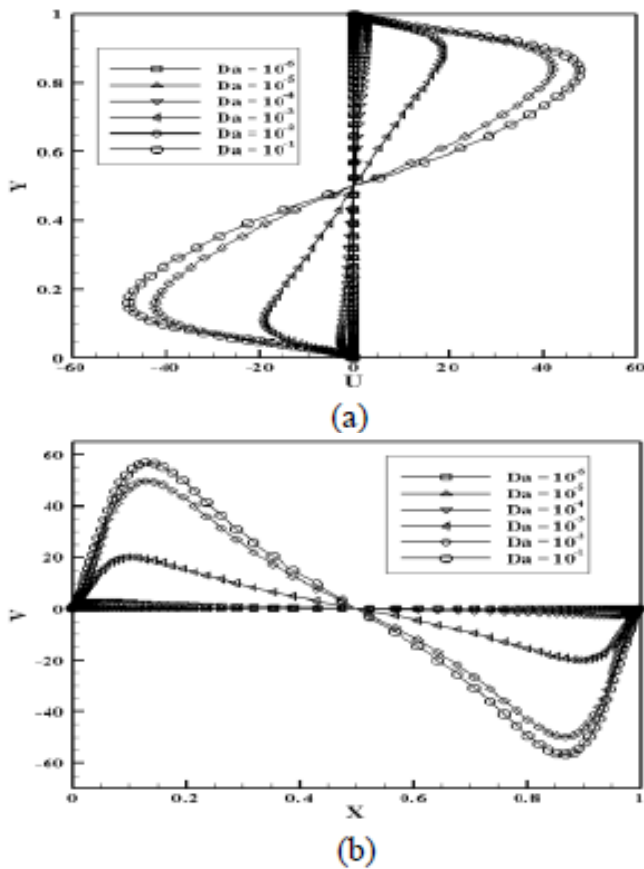 1
0.8
0.6
0.4
0.2
0
Y
Da = 10⁻⁶
Da = 10⁻⁵
Da = 10⁻⁴
Da = 10⁻³
Da = 10⁻²
Da = 10⁻¹
-60 -40 -20 0 20 40 60
U
(a)
60
40
20
0
-20
-40
-60
V
Da = 10⁻⁶
Da = 10⁻⁵
Da = 10⁻⁴
Da = 10⁻³
Da = 10⁻²
Da = 10⁻¹
0 0.2 0.4 0.6 0.8 1
X
(b)